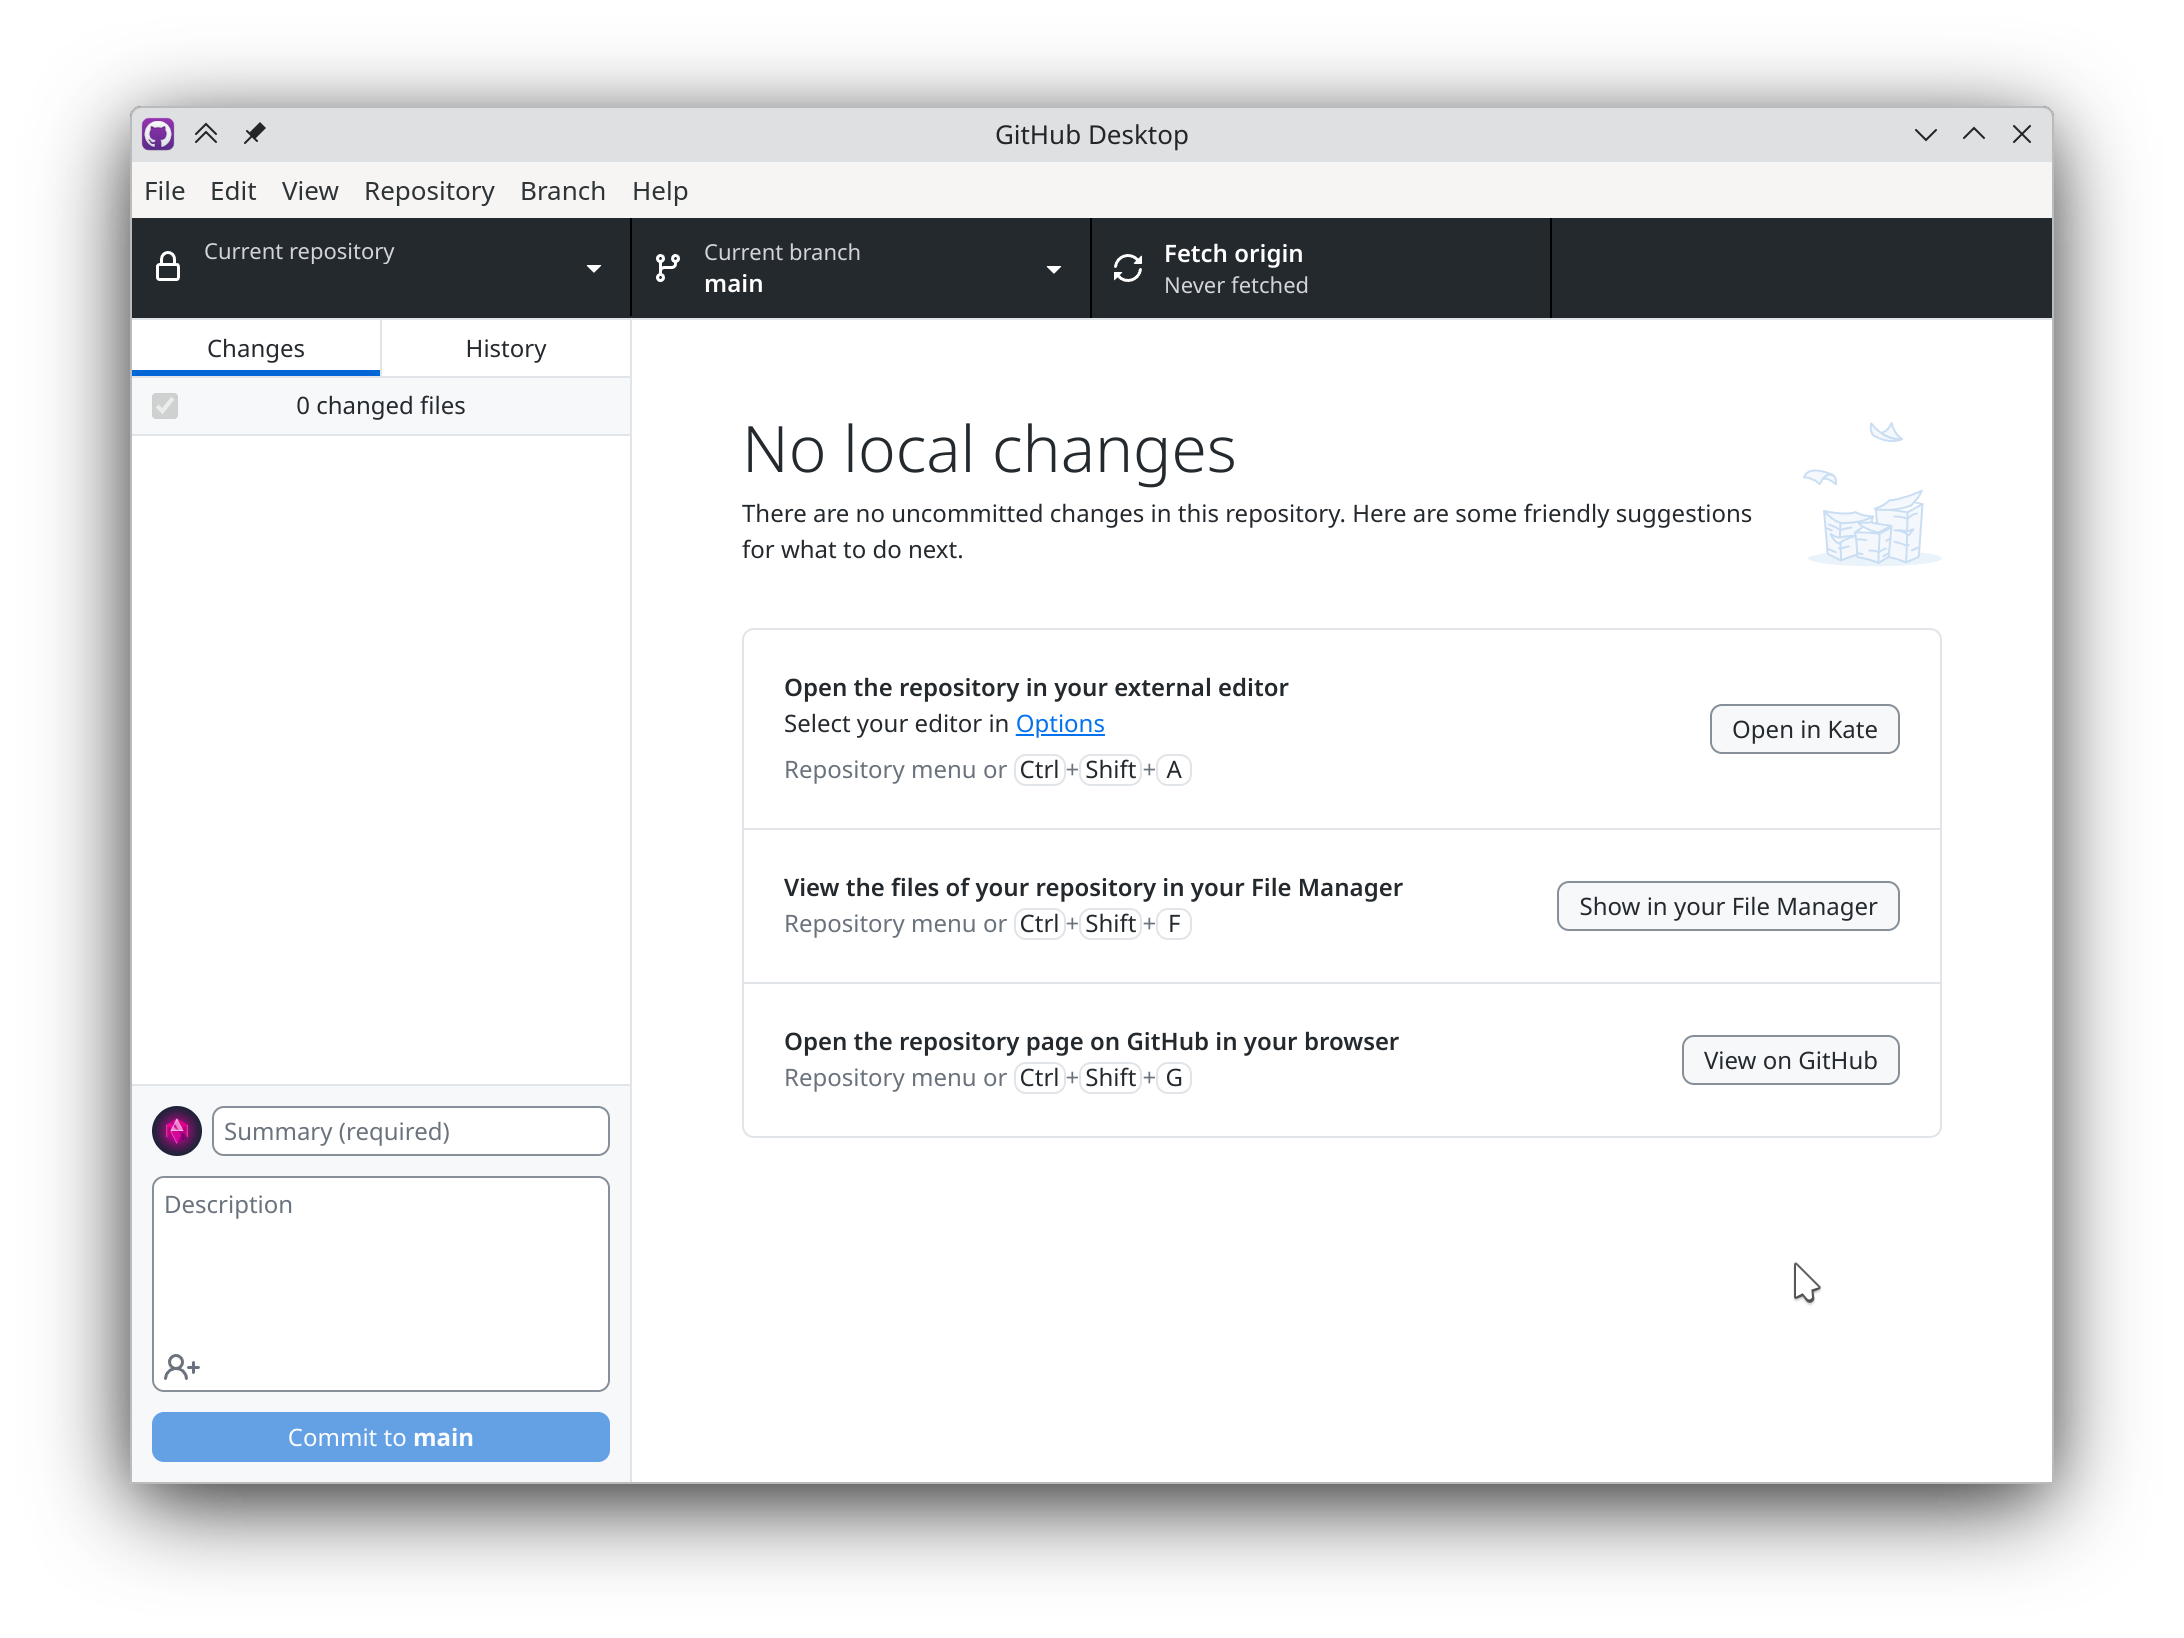 GitHub Desktop
File Edit View Repository Branch Help
Current repository
Current branch
main
Fetch origin
Never fetched
Changes History
0 changed files
No local changes
There are no uncommitted changes in this repository. Here are some friendly suggestions
for what to do next.
Open the repository in your external editor
Select your editor in Options
Repository menu or Ctrl+Shift+A
Open in Kate
View the files of your repository in your File Manager
Repository menu or Ctrl+Shift+F
Show in your File Manager
Open the repository page on GitHub in your browser
Repository menu or Ctrl+Shift+G
View on GitHub
Summary (required)
Description
Commit to main